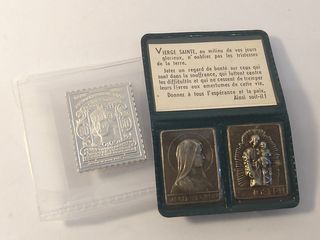 VIERGE SAINTE, au milieu de vos jours
glorieux, n'oubliez pas les tristesses
de la terre.
Jetez un regard de bonté sur ceux qui
sont dans la souffrance, qui luttent contre
les difficultés et qui ne cessent de tremper
leurs lèvres aux amertumes de cette vie.
Donnez à tous l'espérance et la paix.
Ainsi soit-il!